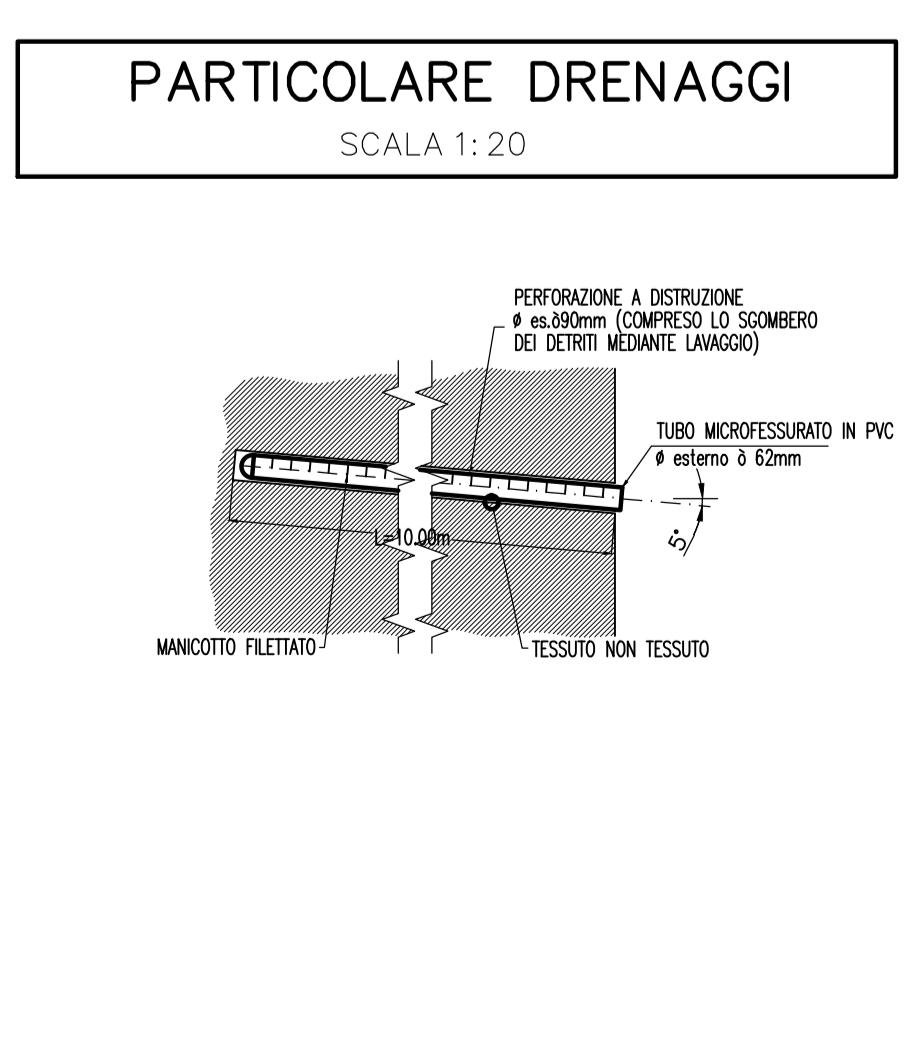 PARTICOLARE DRENAGGI
SCALA 1:20
PERFORAZIONE A DISTRUZIONE
ø es.ò90mm (COMPRESO LO SGOMBERO
DEI DETRITI MEDIANTE LAVAGGIO)
TUBO MICROFESSURATO IN PVC
ø esterno ò 62mm
5°
L=10.00m
MANICOTTO FILETTATO
TESSUTO NON TESSUTO